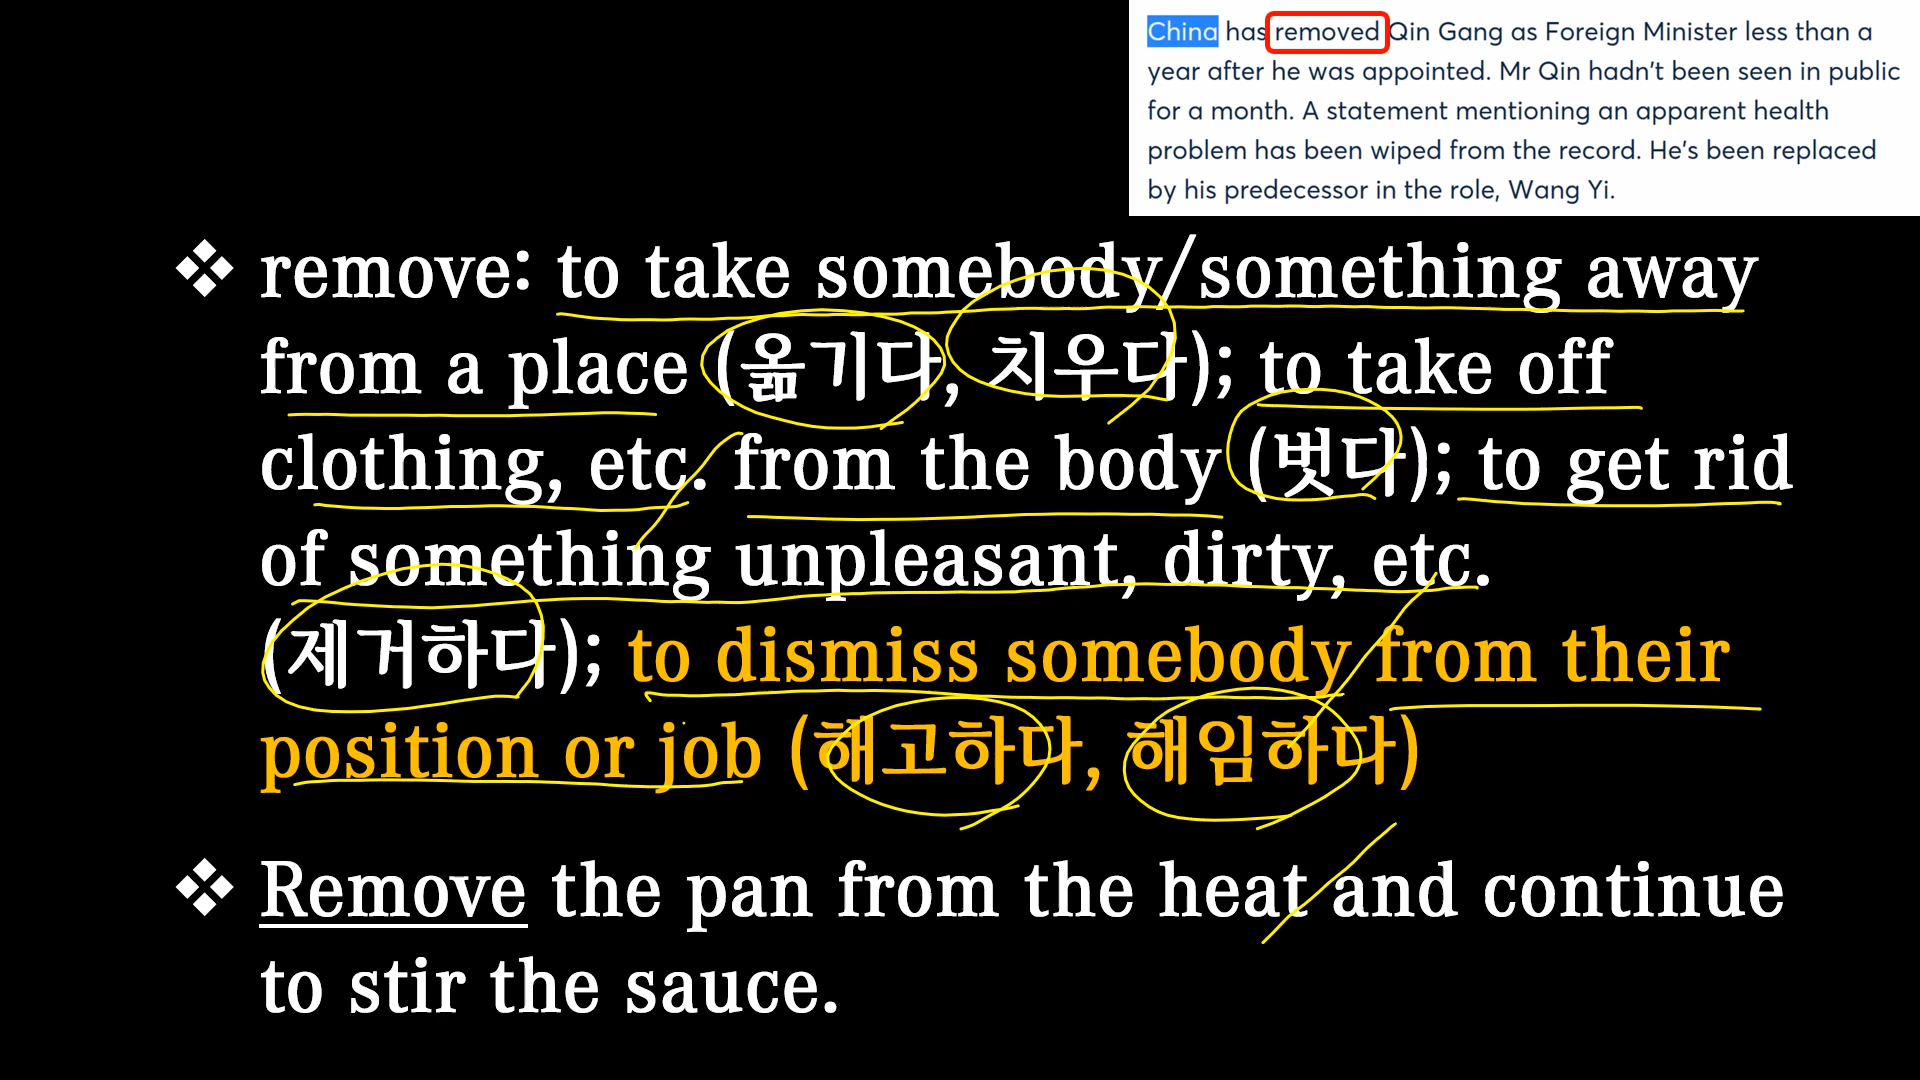 China has removed Qin Gang as Foreign Minister less than a
year after he was appointed. Mr Qin hadn't been seen in public
for a month. A statement mentioning an apparent health
problem has been wiped from the record. He's been replaced
by his predecessor in the role, Wang Yi.
❖ remove: to take somebody/something away
from a place (옮기다, 치우다); to take off
clothing, etc. from the body (벗다); to get rid
of something unpleasant, dirty, etc.
(제거하다); to dismiss somebody from their
position or job (해고하다, 해임하다)
❖ Remove the pan from the heat and continue
to stir the sauce.